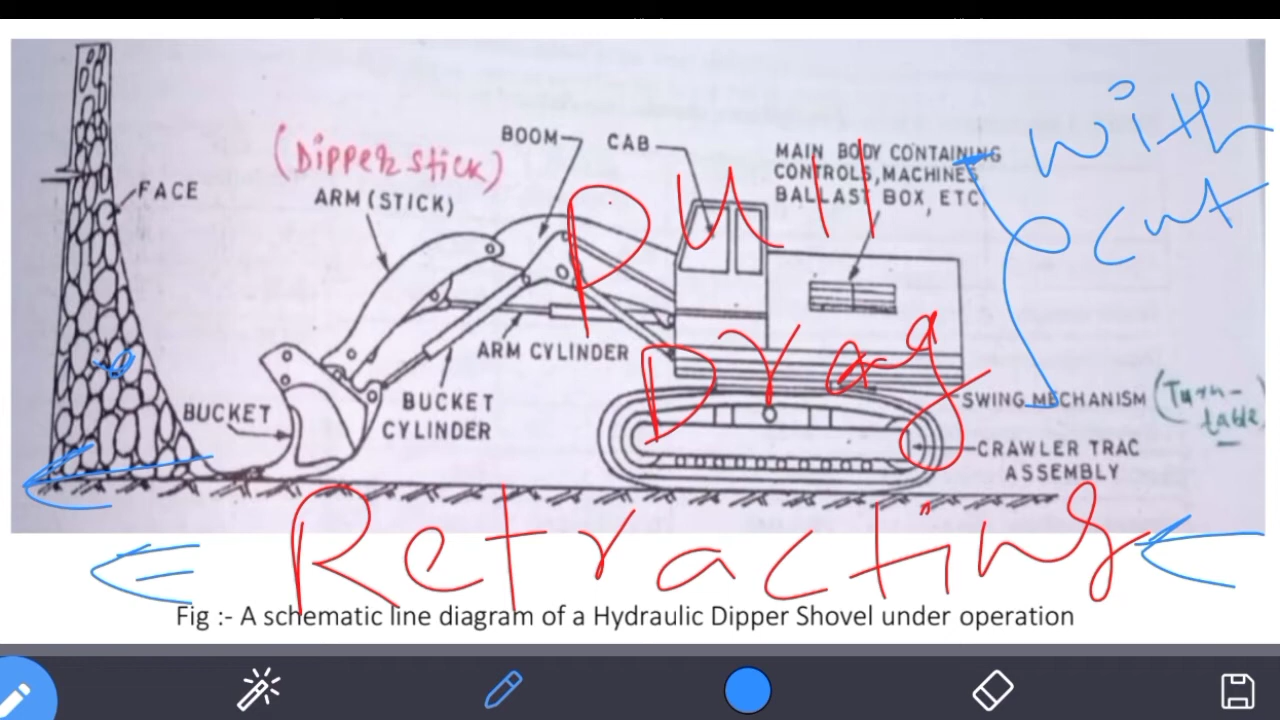 BOOM
CAB
MAIN BODY CONTAINING
CONTROLS, MACHINES
BALLAST BOX, ETC.
(Dipper stick)
ARM (STICK)
FACE
With
cut
Pull
ARM CYLINDER
Drag
BUCKET
BUCKET
CYLINDER
SWING MECHANISM (Turn-
table)
CRAWLER TRAC
ASSEMBLY
Retracting
Fig :- A schematic line diagram of a Hydraulic Dipper Shovel under operation